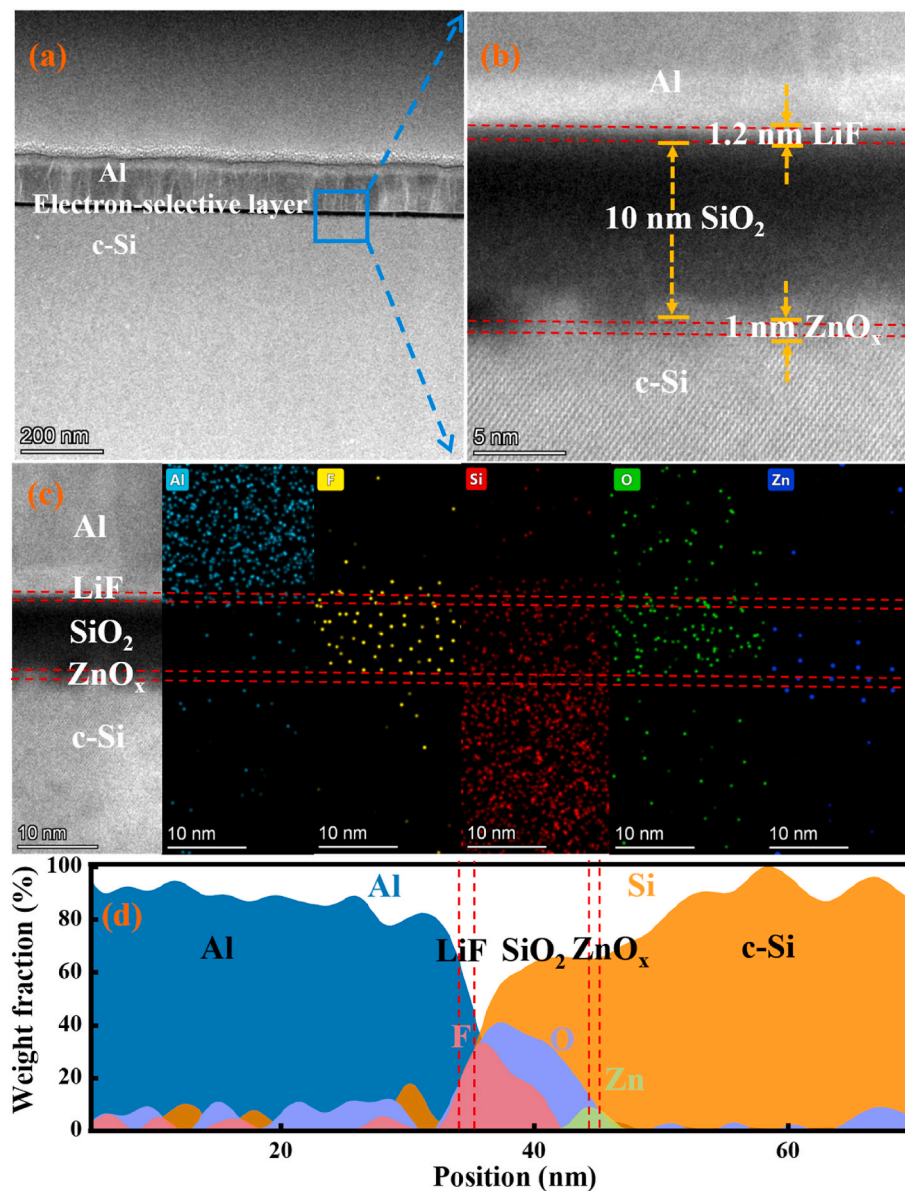 (a)
Al
Electron-selective layer
c-Si
200 nm
(b)
Al
1.2 nm LiF
10 nm SiO₂
1 nm ZnOₓ
c-Si
5 nm
(c)
Al
LiF
SiO₂
ZnOₓ
c-Si
10 nm
Al
10 nm
F
10 nm
Si
10 nm
O
10 nm
Zn
10 nm
(d)
Weight fraction (%)
100
80
60
40
20
0
Al
Si
Al
LiF SiO₂ ZnOₓ
c-Si
F
O
Zn
20
40
60
Position (nm)